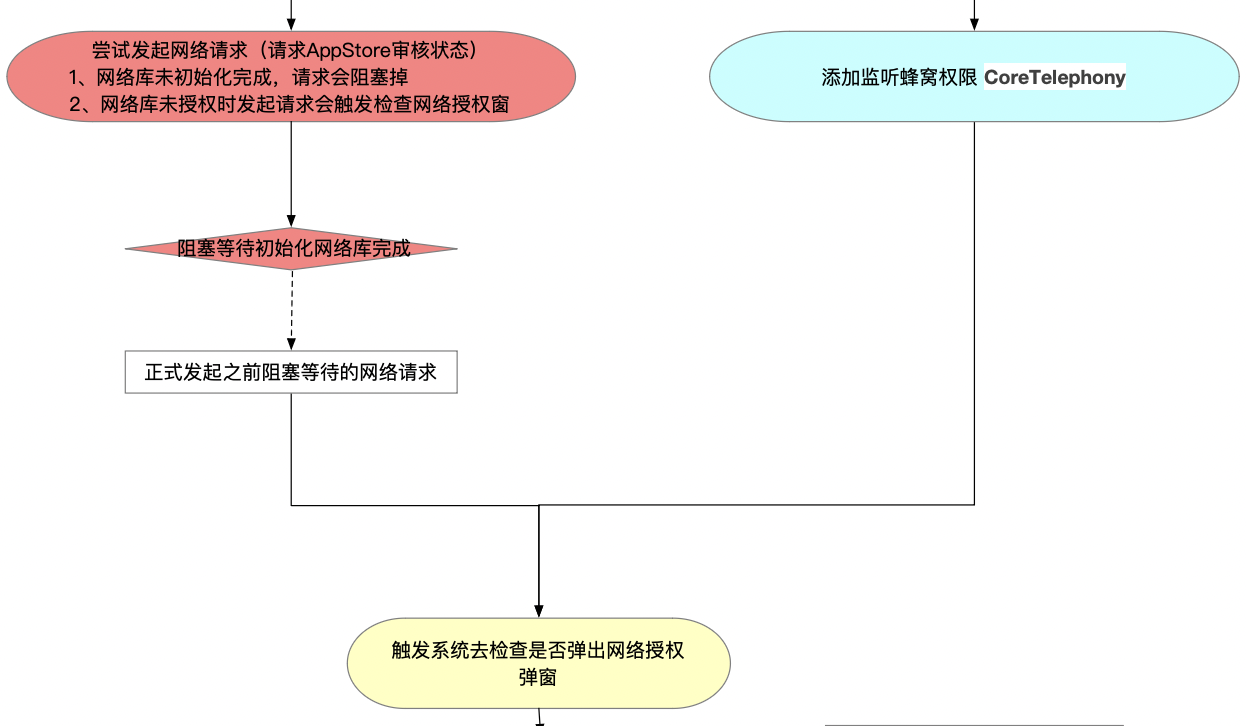 尝试发起网络请求（请求AppStore审核状态）
1、网络库未初始化完成，请求会阻塞掉
2、网络库未授权时发起请求会触发检查网络授权窗
添加监听蜂窝权限 CoreTelephony
阻塞等待初始化网络库完成
正式发起之前阻塞等待的网络请求
触发系统去检查是否弹出网络授权
弹窗